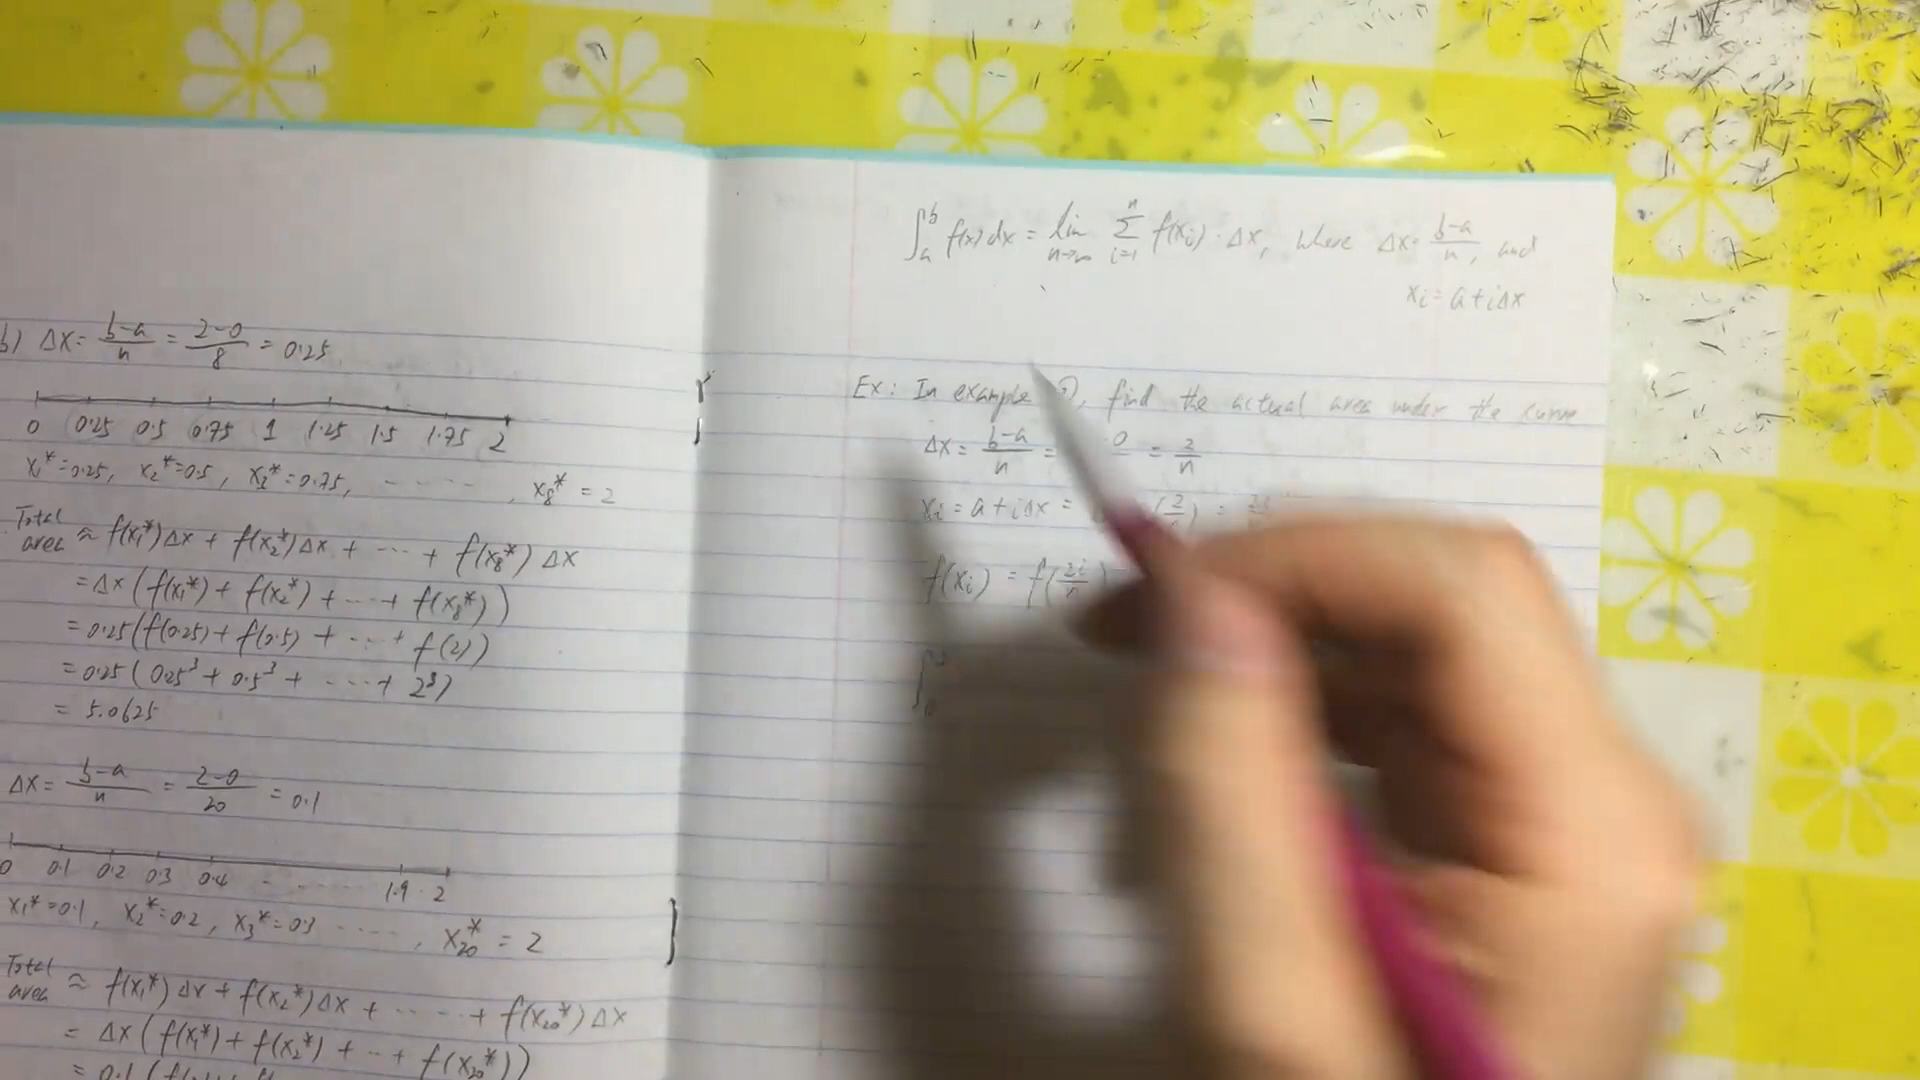 b) Δx = b-a/n = 2-0/8 = 0.25
0 0.25 0.5 0.75 1 1.25 1.5 1.75 2
x₁*=0.25, x₂*=0.5, x₃*=0.75, ------, x₈* = 2
Total area ≈ f(x₁*)Δx + f(x₂*)Δx + ··· + f(x₈*)Δx
= Δx (f(x₁*) + f(x₂*) + ··· + f(x₈*))
= 0.25(f(0.25) + f(0.5) + ··· + f(2))
= 0.25 (0.25³ + 0.5³ + ···· + 2³)
= 5.0625
Δx = b-a/n = 2-0/20 = 0.1
0 0.1 0.2 0.3 0.4 ······ 1.9 2
x₁*=0.1, x₂*=0.2, x₃*=0.3 ·····, x₂₀* = 2
Total area ≈ f(x₁*)Δx + f(x₂*)Δx + ····· + f(x₂₀*)Δx
= Δx (f(x₁*) + f(x₂*) + ··· + f(x₂₀*))
= 0.1
∫ₐᵇ f(x)dx = lim n→∞ Σ i=1 n f(xᵢ)·Δx, where Δx = b-a/n, and
xᵢ = a+iΔx
Ex: In example, find the actual area under the curve
Δx = b-a/n = 0 = 2/n
xᵢ = a+iΔx = (2/n) =
f(xᵢ) = f(2i/n)
∫